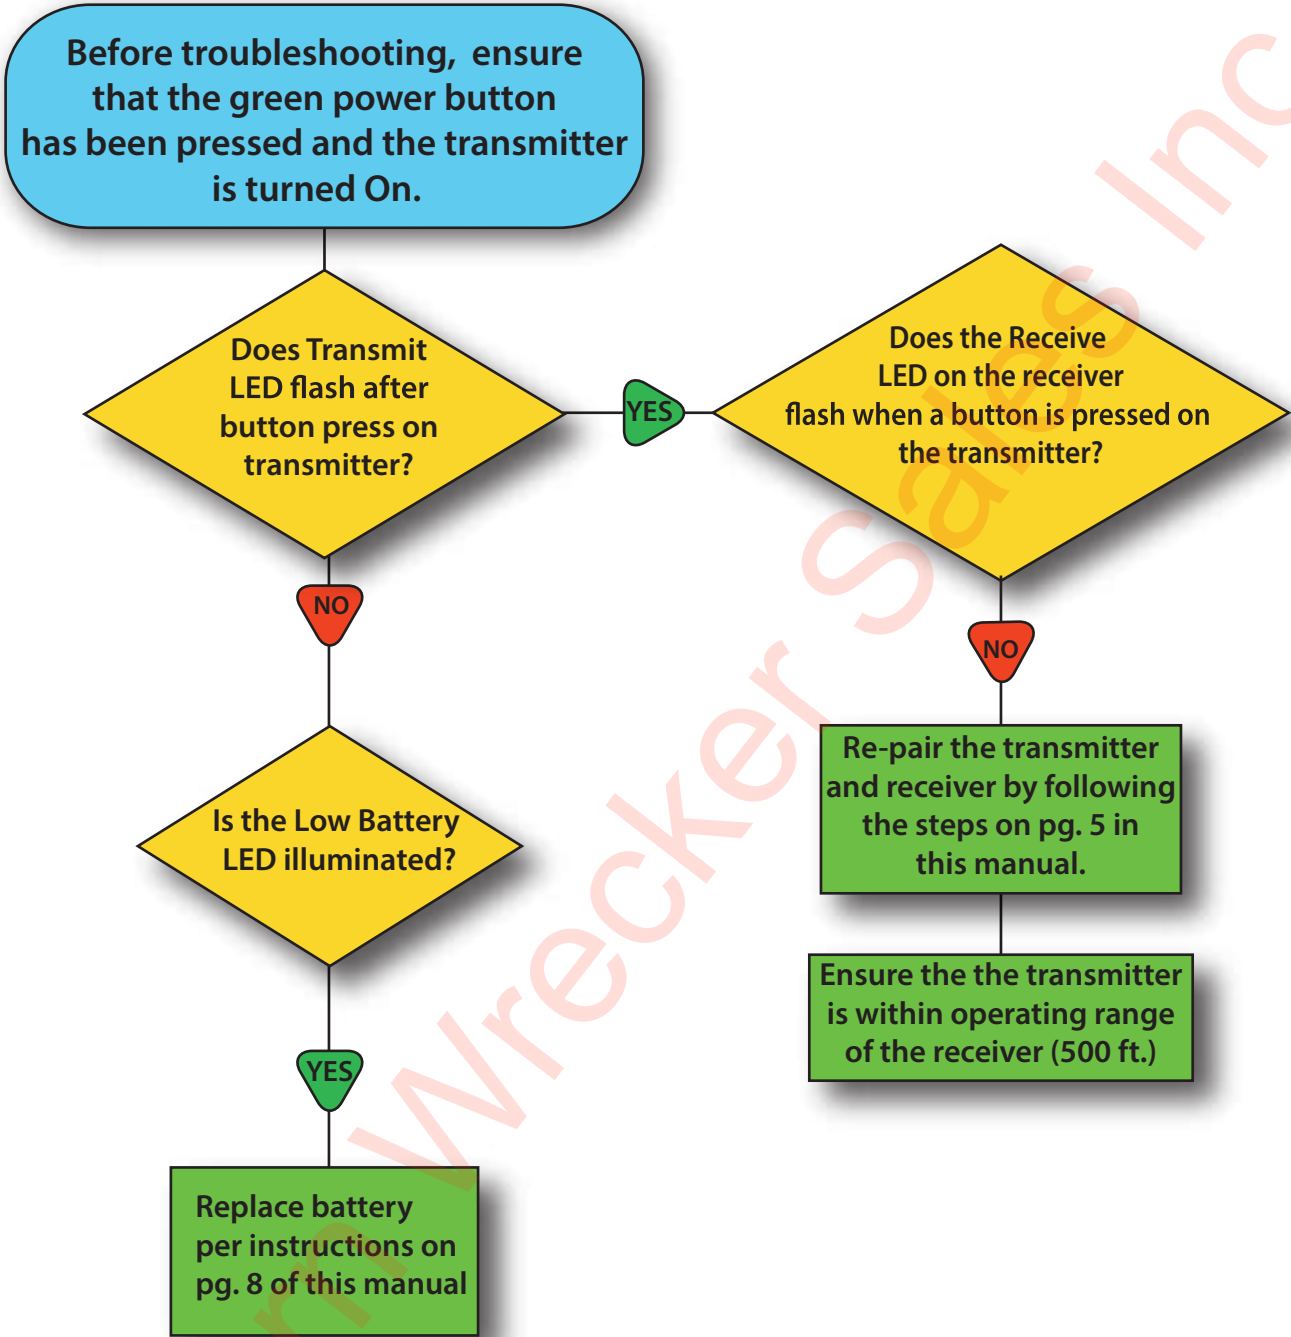 Before troubleshooting, ensure
that the green power button
has been pressed and the transmitter
is turned On.
Does Transmit
LED flash after
button press on
transmitter?
YES
Does the Receive
LED on the receiver
flash when a button is pressed on
the transmitter?
NO
NO
Re-pair the transmitter
and receiver by following
the steps on pg. 5 in
this manual.
Is the Low Battery
LED illuminated?
Ensure the the transmitter
is within operating range
of the receiver (500 ft.)
YES
Replace battery
per instructions on
pg. 8 of this manual
Wrecker Sales Inc